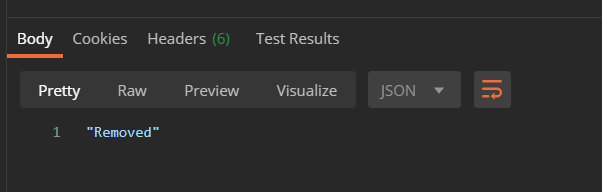 Body Cookies Headers (6) Test Results
Pretty Raw Preview Visualize JSON
1 "Removed"